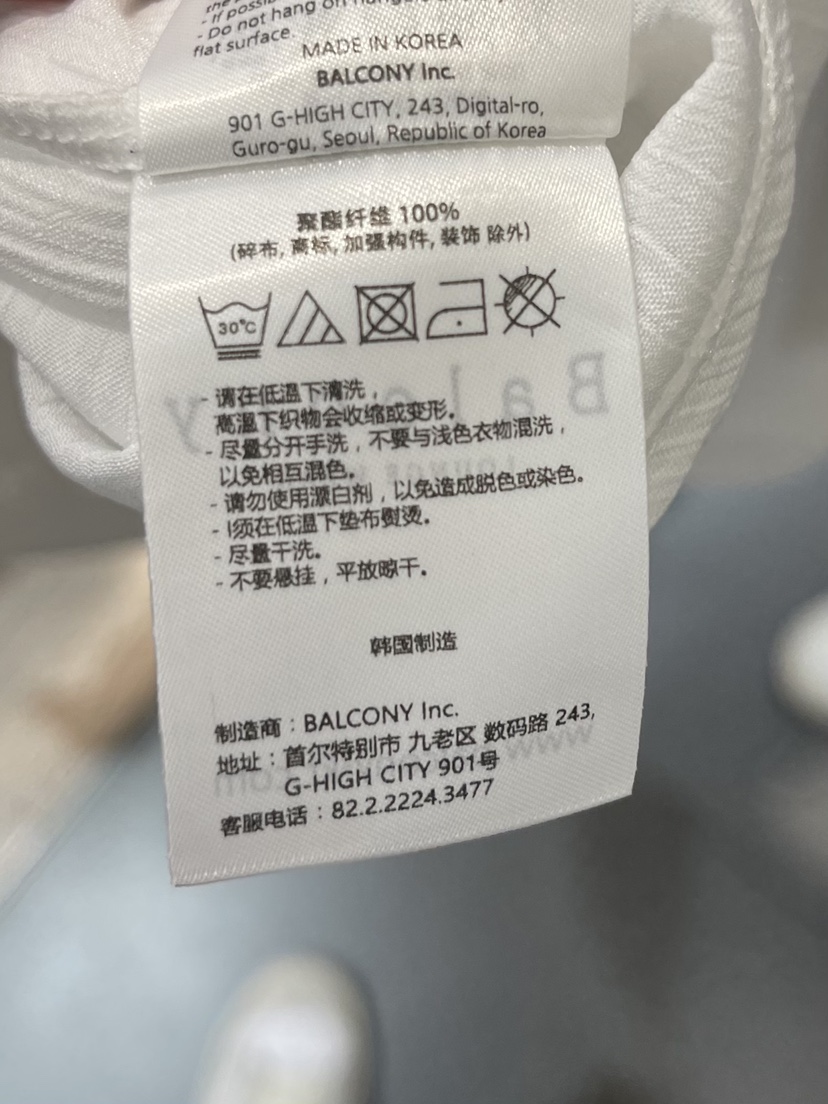 - If possi
- Do not hang on
flat surface.
MADE IN KOREA
BALCONY Inc.
901 G-HIGH CITY, 243, Digital-ro,
Guro-gu, Seoul, Republic of Korea
聚酯纤维 100%
(碎布, 商标, 加强构件, 装饰 除外)
30°C
- 请在低温下清洗，
高温下织物会收缩或变形。
- 尽量分开手洗，不要与浅色衣物混洗，
以免相互混色。
- 请勿使用漂白剂，以免造成脱色或染色。
- 须在低温下垫布熨烫。
- 尽量干洗。
- 不要悬挂，平放晾干。
韩国制造
制造商 : BALCONY Inc.
地址 : 首尔特别市 九老区 数码路 243,
G-HIGH CITY 901号
客服电话 : 82.2.2224.3477